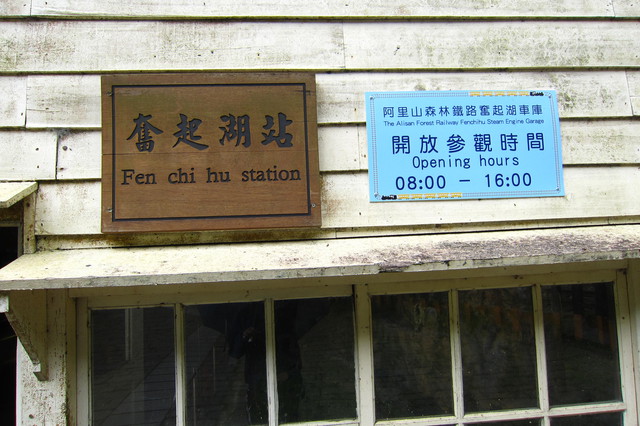 奮起湖站
Fen chi hu station
阿里山森林鐵路奮起湖車庫
The Alisan Forest Railway Fenchihu Steam Engine Garage
開放參觀時間
Opening hours
08:00 — 16:00